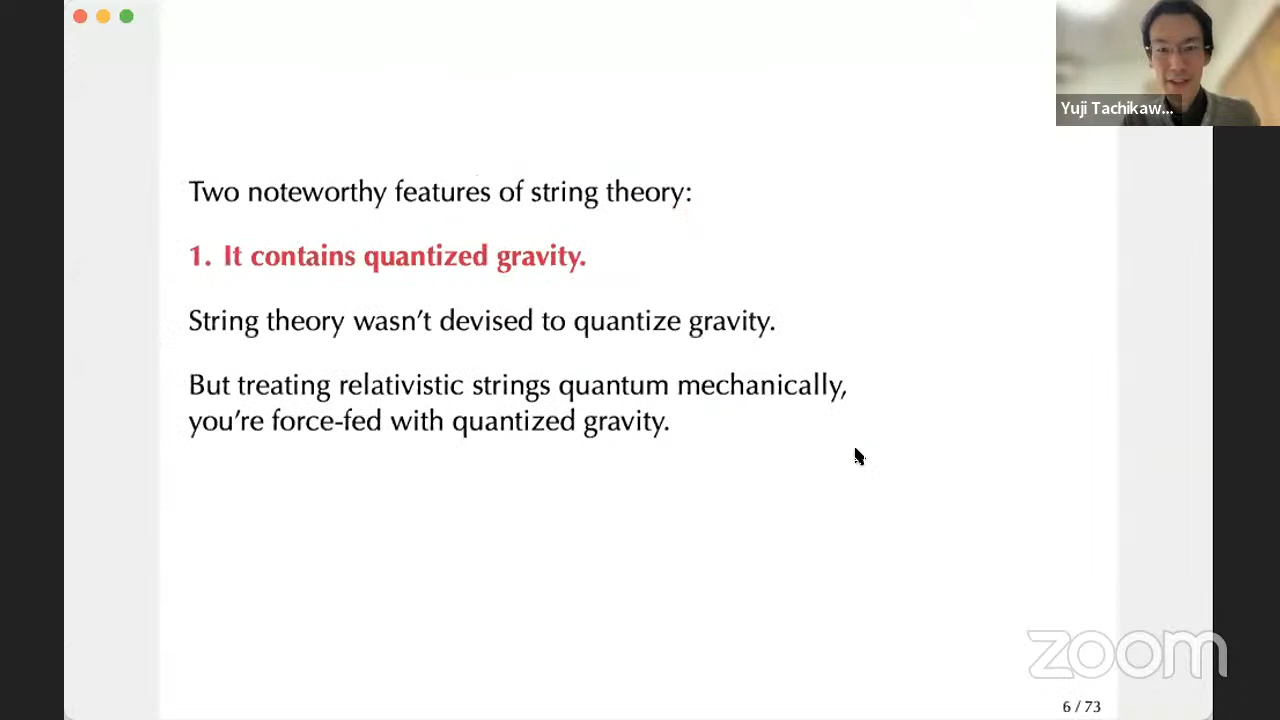 Yuji Tachikaw...
Two noteworthy features of string theory:
1. It contains quantized gravity.
String theory wasn't devised to quantize gravity.
But treating relativistic strings quantum mechanically,
you're force-fed with quantized gravity.
zoom
6 / 73